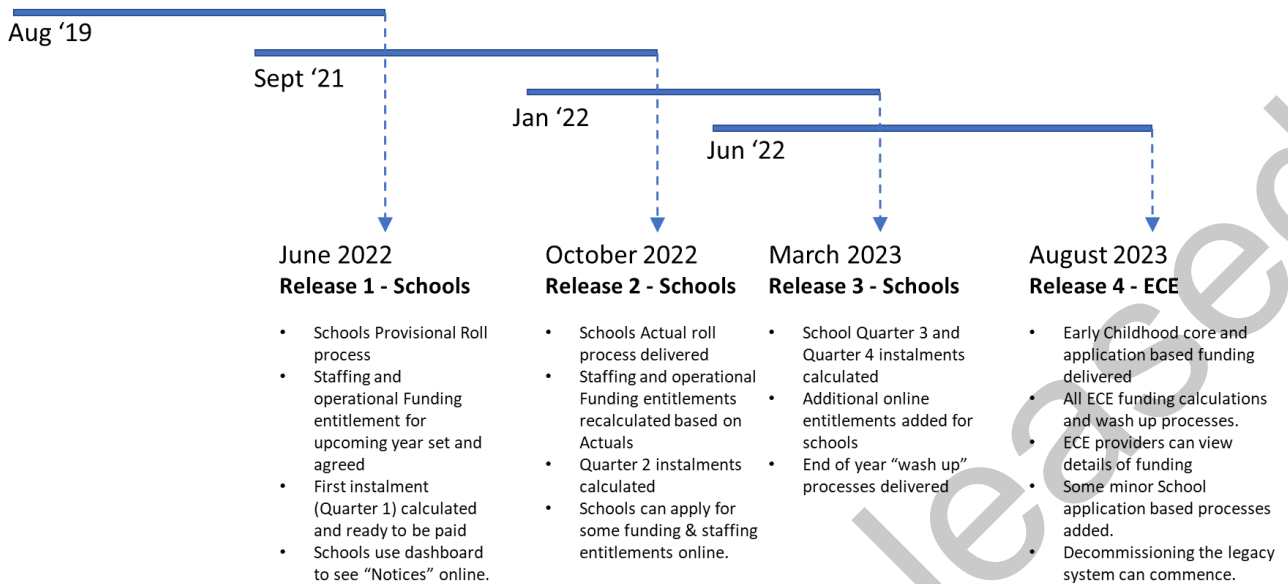 Aug ‘19
Sept ‘21
Jan ‘22
Jun ‘22
June 2022
Release 1 - Schools
• Schools Provisional Roll
process
• Staffing and
operational Funding
entitlement for
upcoming year set and
agreed
• First instalment
(Quarter 1) calculated
and ready to be paid
• Schools use dashboard
to see “Notices” online.
October 2022
Release 2 - Schools
• Schools Actual roll
process delivered
• Staffing and operational
Funding entitlements
recalculated based on
Actuals
• Quarter 2 instalments
calculated
• Schools can apply for
some funding & staffing
entitlements online.
March 2023
Release 3 - Schools
• School Quarter 3 and
Quarter 4 instalments
calculated
• Additional online
entitlements added for
schools
• End of year “wash up”
processes delivered
August 2023
Release 4 - ECE
• Early Childhood core and
application based funding
delivered
• All ECE funding calculations
and wash up processes.
• ECE providers can view
details of funding
• Some minor School
application based processes
added.
• Decommissioning the legacy
system can commence.
leased